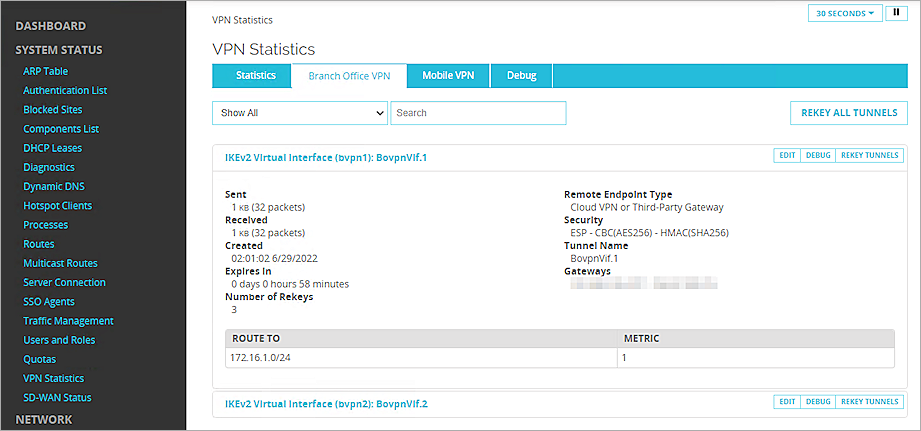 DASHBOARD
SYSTEM STATUS
ARP Table
Authentication List
Blocked Sites
Components List
DHCP Leases
Diagnostics
Dynamic DNS
Hotspot Clients
Processes
Routes
Multicast Routes
Server Connection
SSO Agents
Traffic Management
Users and Roles
Quotas
VPN Statistics
SD-WAN Status
NETWORK
VPN Statistics
30 SECONDS
VPN Statistics
Statistics Branch Office VPN Mobile VPN Debug
Show All Search REKEY ALL TUNNELS
IKEv2 Virtual Interface (bvpn1): BovpnVif.1 EDIT DEBUG REKEY TUNNELS
Sent
1 KB (32 packets)
Received
1 KB (32 packets)
Created
02:01:02 6/29/2022
Expires In
0 days 0 hours 58 minutes
Number of Rekeys
3
Remote Endpoint Type
Cloud VPN or Third-Party Gateway
Security
ESP - CBC(AES256) - HMAC(SHA256)
Tunnel Name
BovpnVif.1
Gateways
ROUTE TO METRIC
172.16.1.0/24 1
IKEv2 Virtual Interface (bvpn2): BovpnVif.2 EDIT DEBUG REKEY TUNNELS